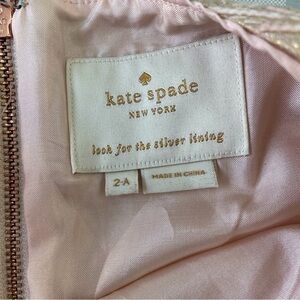 kate spade
NEW YORK
look for the silver lining
2-A
MADE IN CHINA